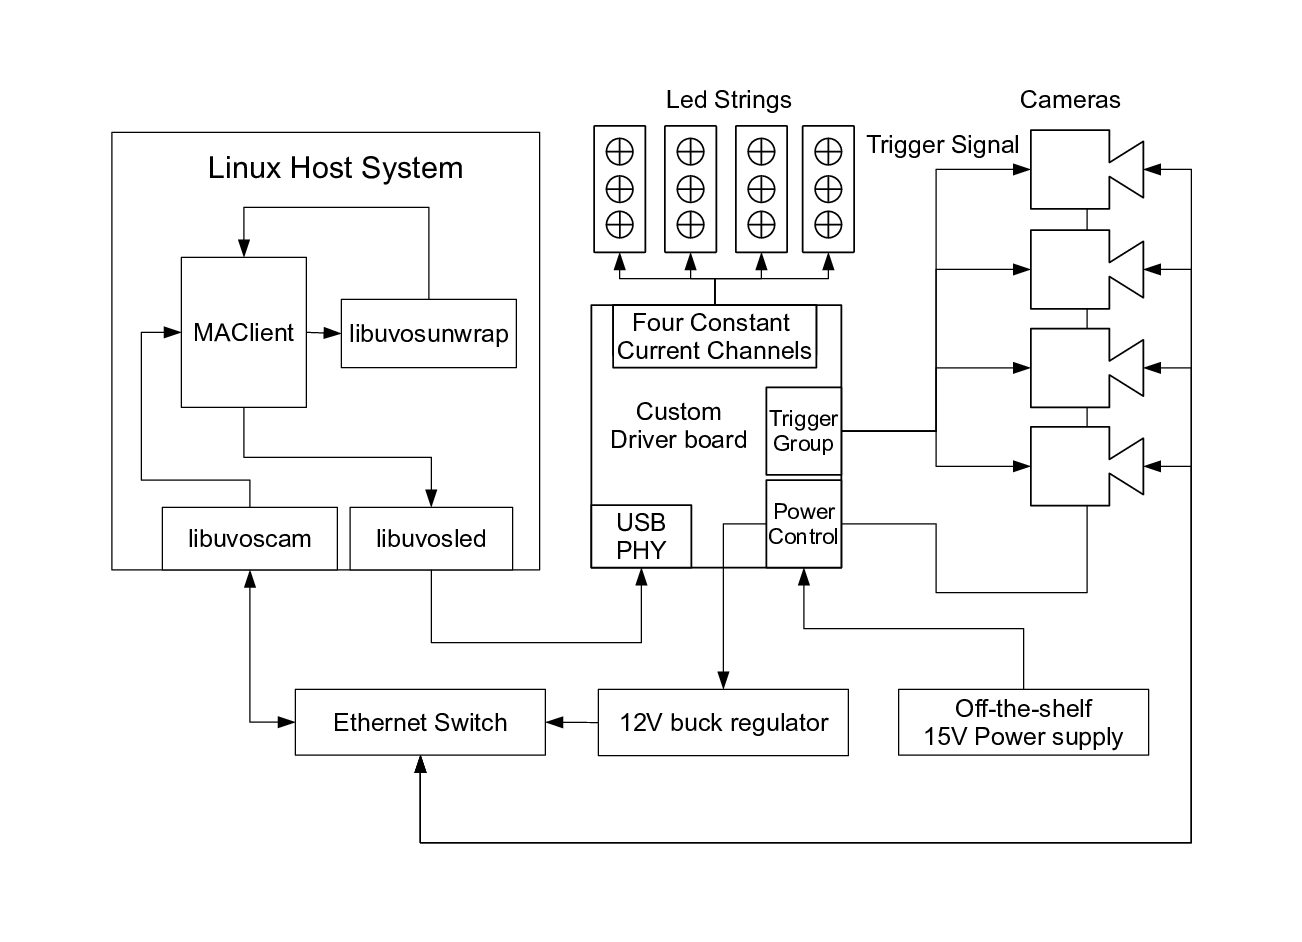 Led Strings
Cameras
Trigger Signal
Linux Host System
MAClient
libuvosunwrap
Four Constant
Current Channels
Custom
Driver board
Trigger
Group
Power
Control
USB
PHY
libuvoscam
libuvosled
Ethernet Switch
12V buck regulator
Off-the-shelf
15V Power supply